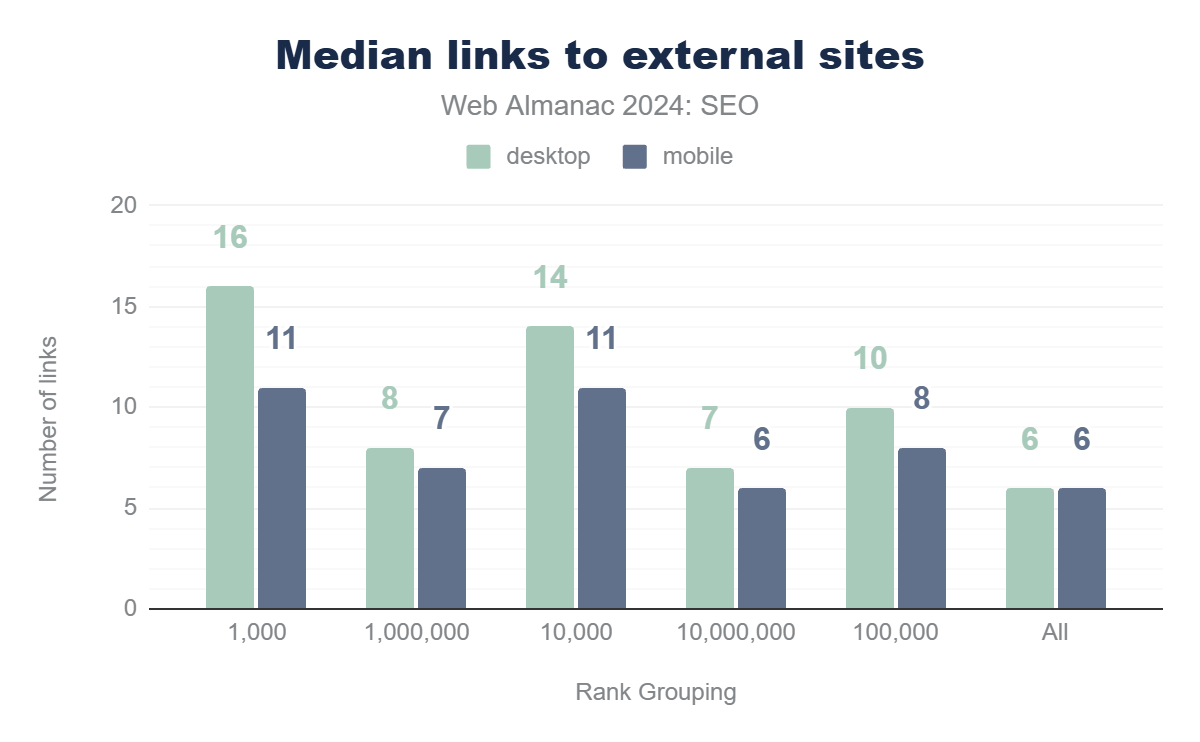 Median links to external sites
Web Almanac 2024: SEO
desktop mobile
Number of links
20
15
10
5
0
16 11
8 7
14 11
7 6
10 8
6 6
1,000 1,000,000 10,000 10,000,000 100,000 All
Rank Grouping